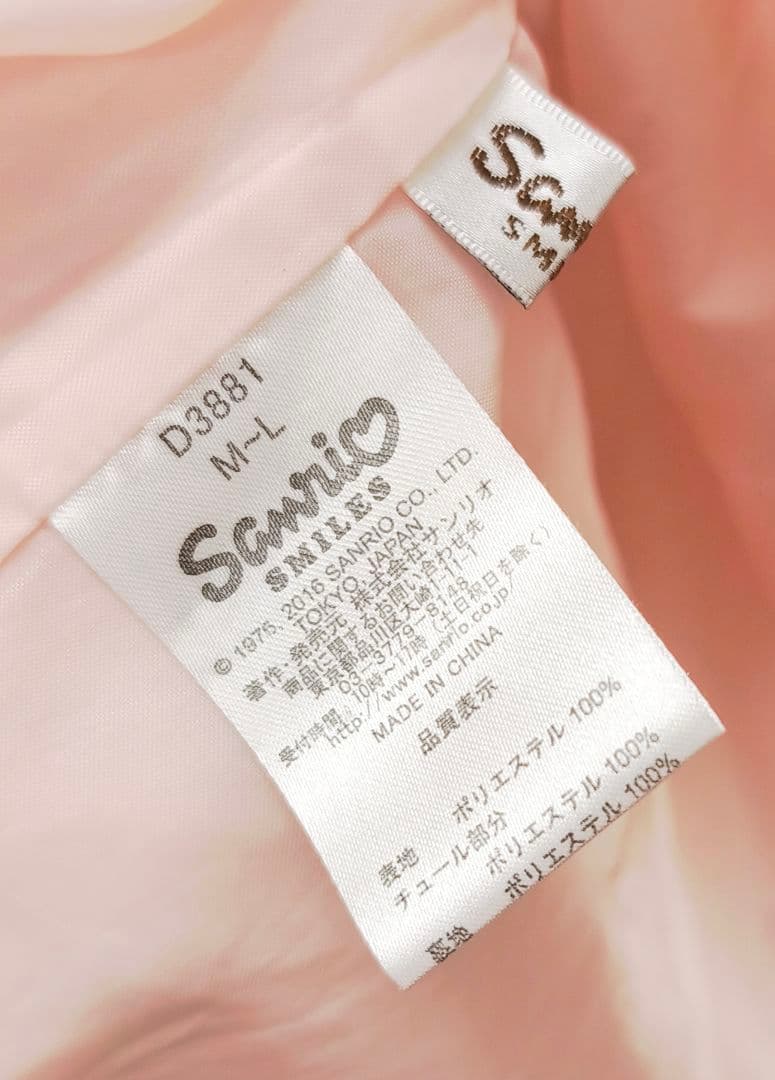 San
SM
D3881
M~L
Sanrio
SMILES
© 1976, 2016 SANRIO CO., LTD.
TOKYO, JAPAN
著作・発売元 株式会社サンリオ
商品に関するお問い合わせ先
東京都品川区大崎1-11-1
03-3779-8148
受付時間:10時〜17時(土日祝日を除く)
http://www.sanrio.co.jp/
MADE IN CHINA
品質表示
表地 ポリエステル 100%
チュール部分
ポリエステル 100%
裏地 ポリエステル 100%